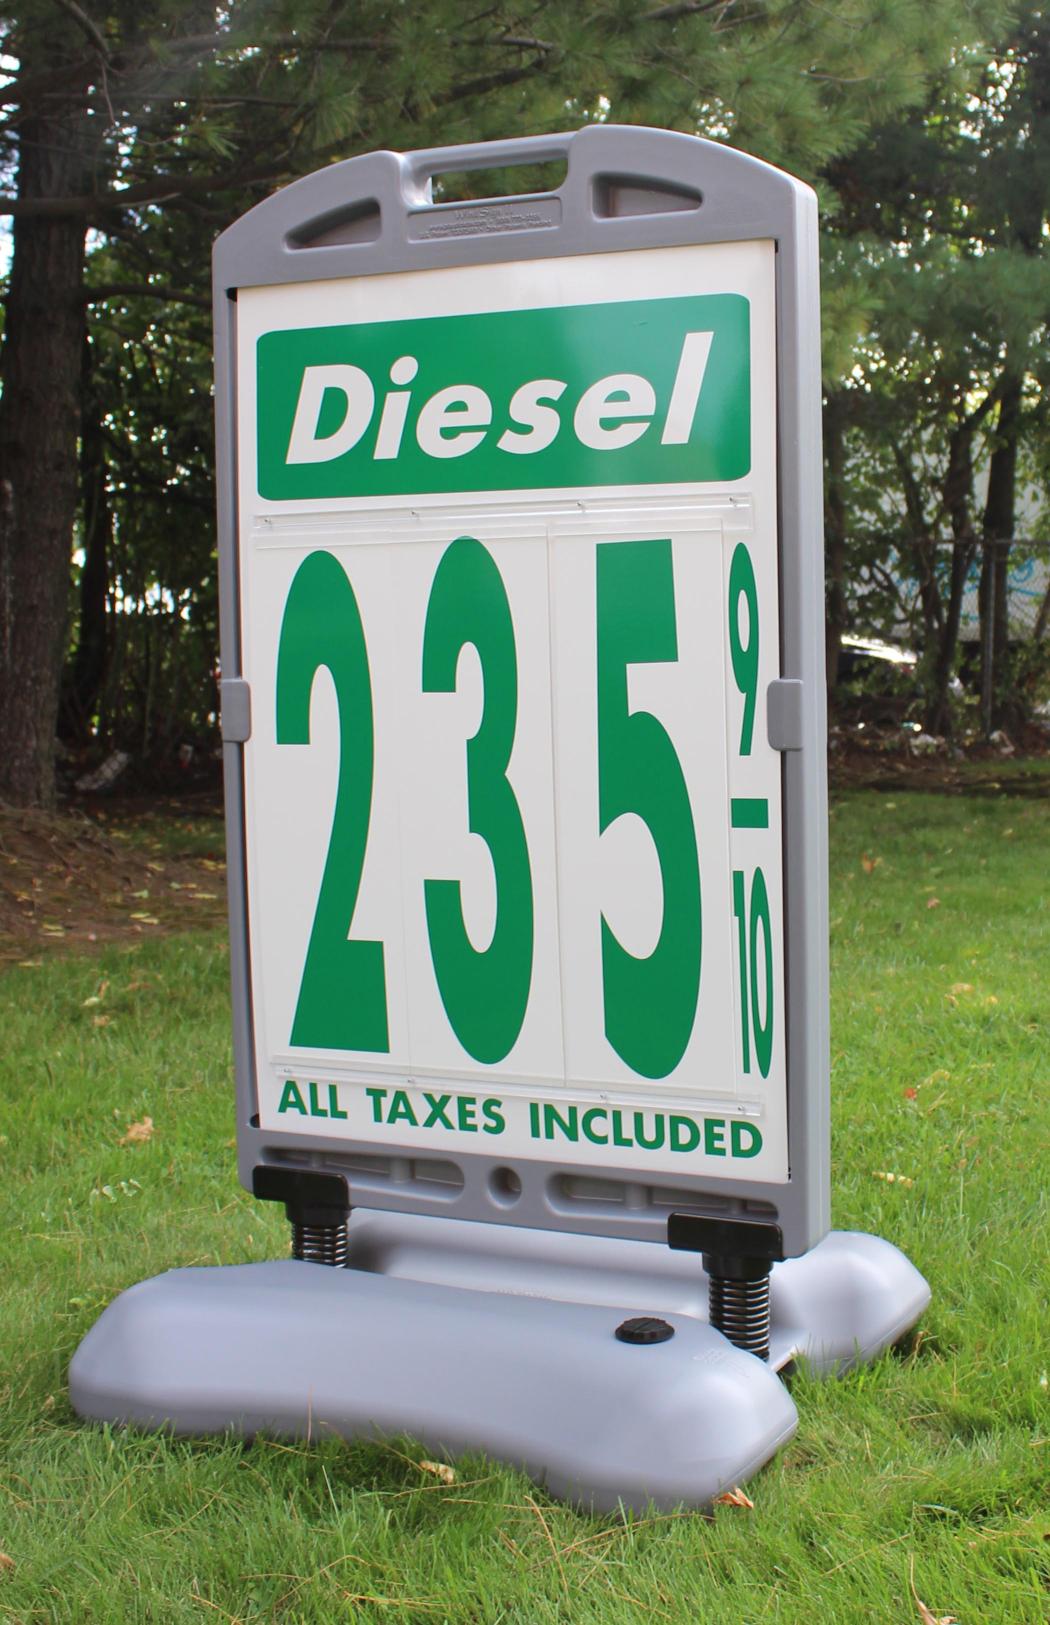 Diesel
235 9/10
ALL TAXES INCLUDED